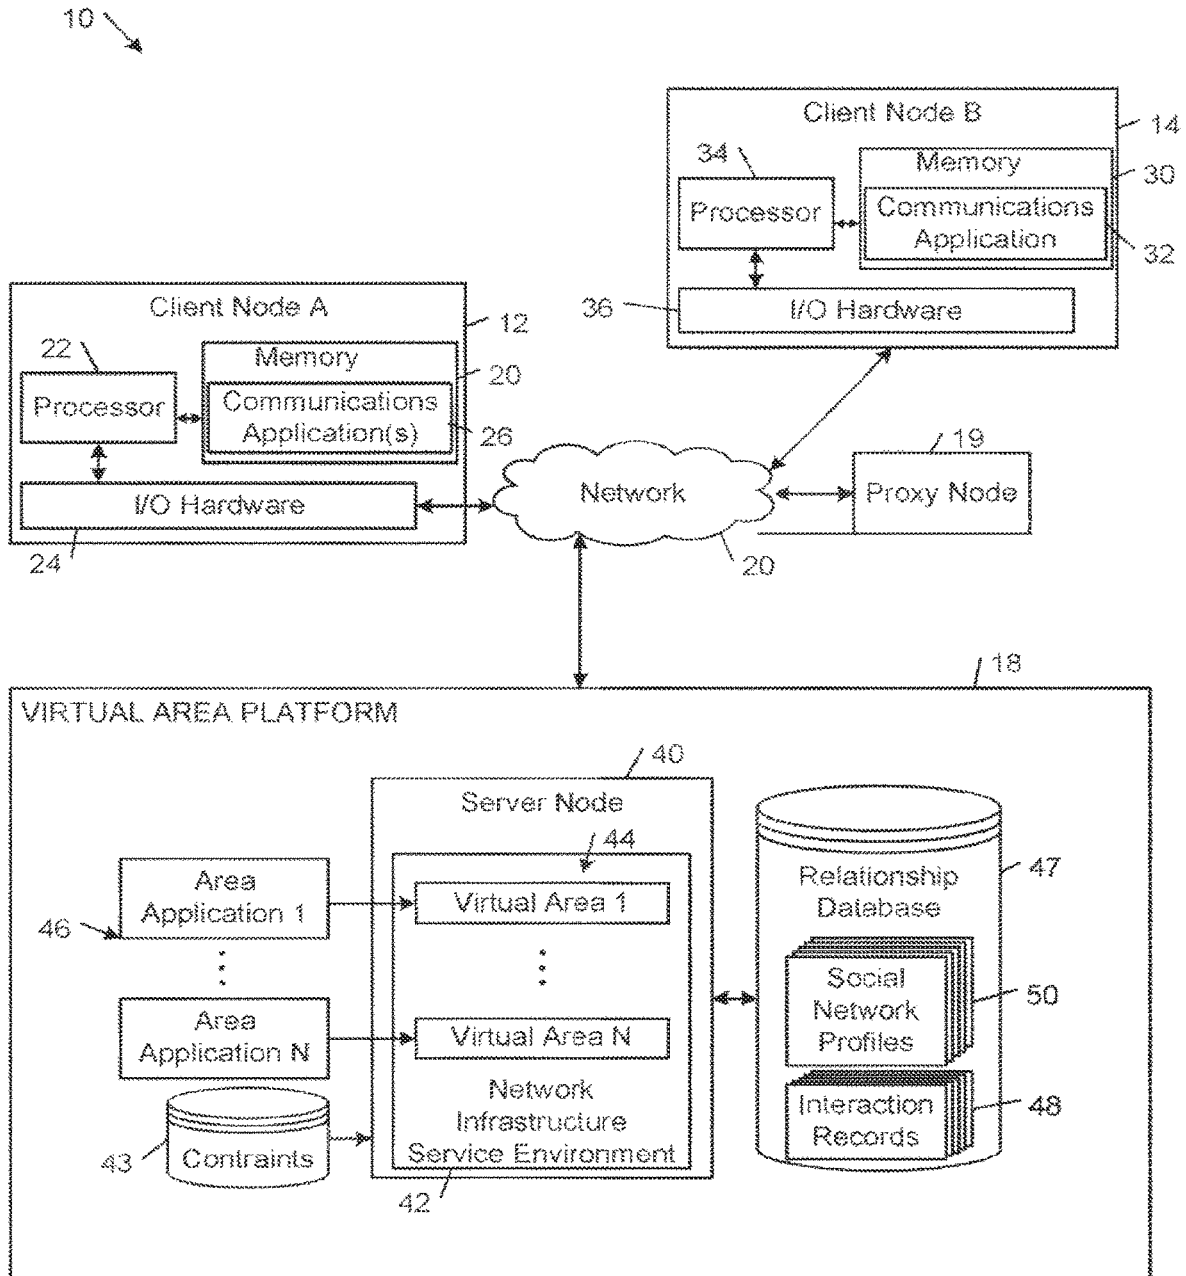 10
Client Node B
14
34
Memory
30
Processor
Communications
Application
32
36
I/O Hardware
Client Node A
12
22
Memory
20
Processor
Communications
Application(s)
26
I/O Hardware
24
Network
20
19
Proxy Node
18
VIRTUAL AREA PLATFORM
40
Server Node
44
Area
Application 1
46
Virtual Area 1
Area
Application N
Virtual Area N
Network
Infrastructure
Service Environment
42
43
Contraints
Relationship
Database
47
Social
Network
Profiles
50
Interaction
Records
48